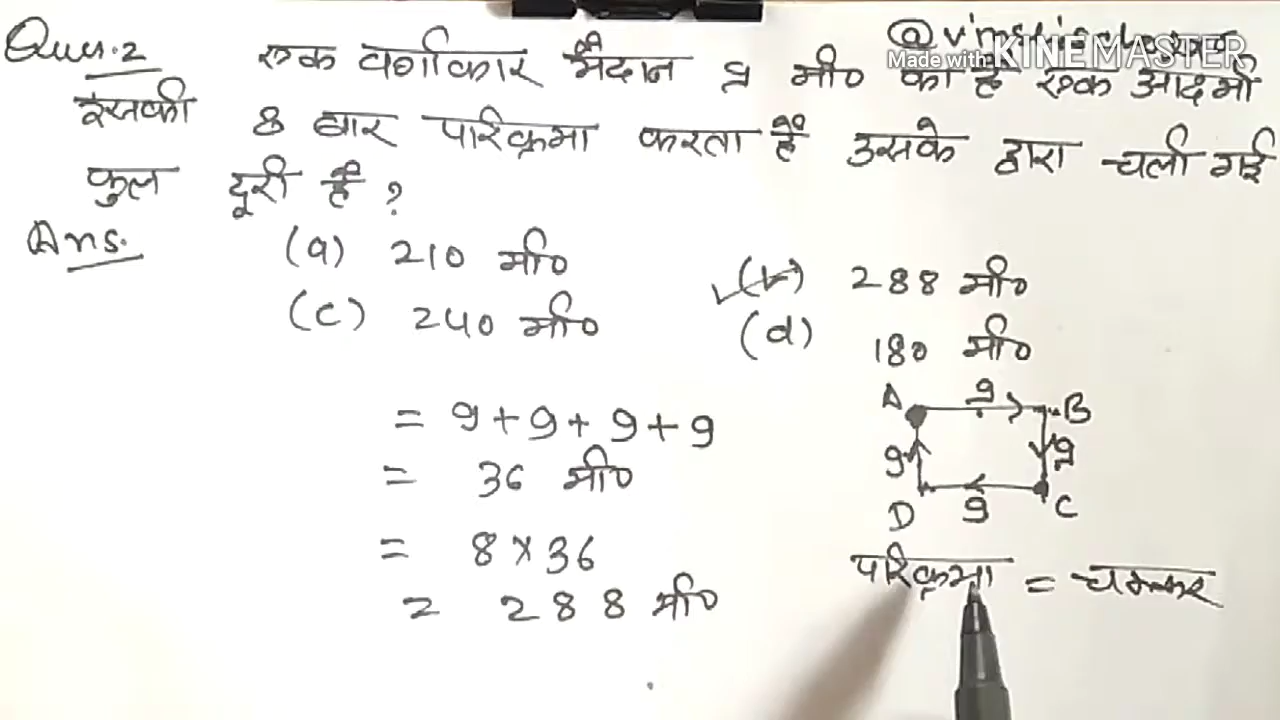 Ques.2 एक वर्गाकार मैदान 9 मी० का है एक आदमी
इसकी 8 बार परिक्रमा करता है उसके द्वारा चली गई
कुल दूरी है ?
Made with KINEMASTER
Ans. (a) 210 मी० (b) 288 मी०
(c) 240 मी० (d) 180 मी०
A 9 B
9 9
D 9 C
= 9 + 9 + 9 + 9
= 36 मी०
= 8 × 36
= 288 मी०
परिक्रमा = चक्कर